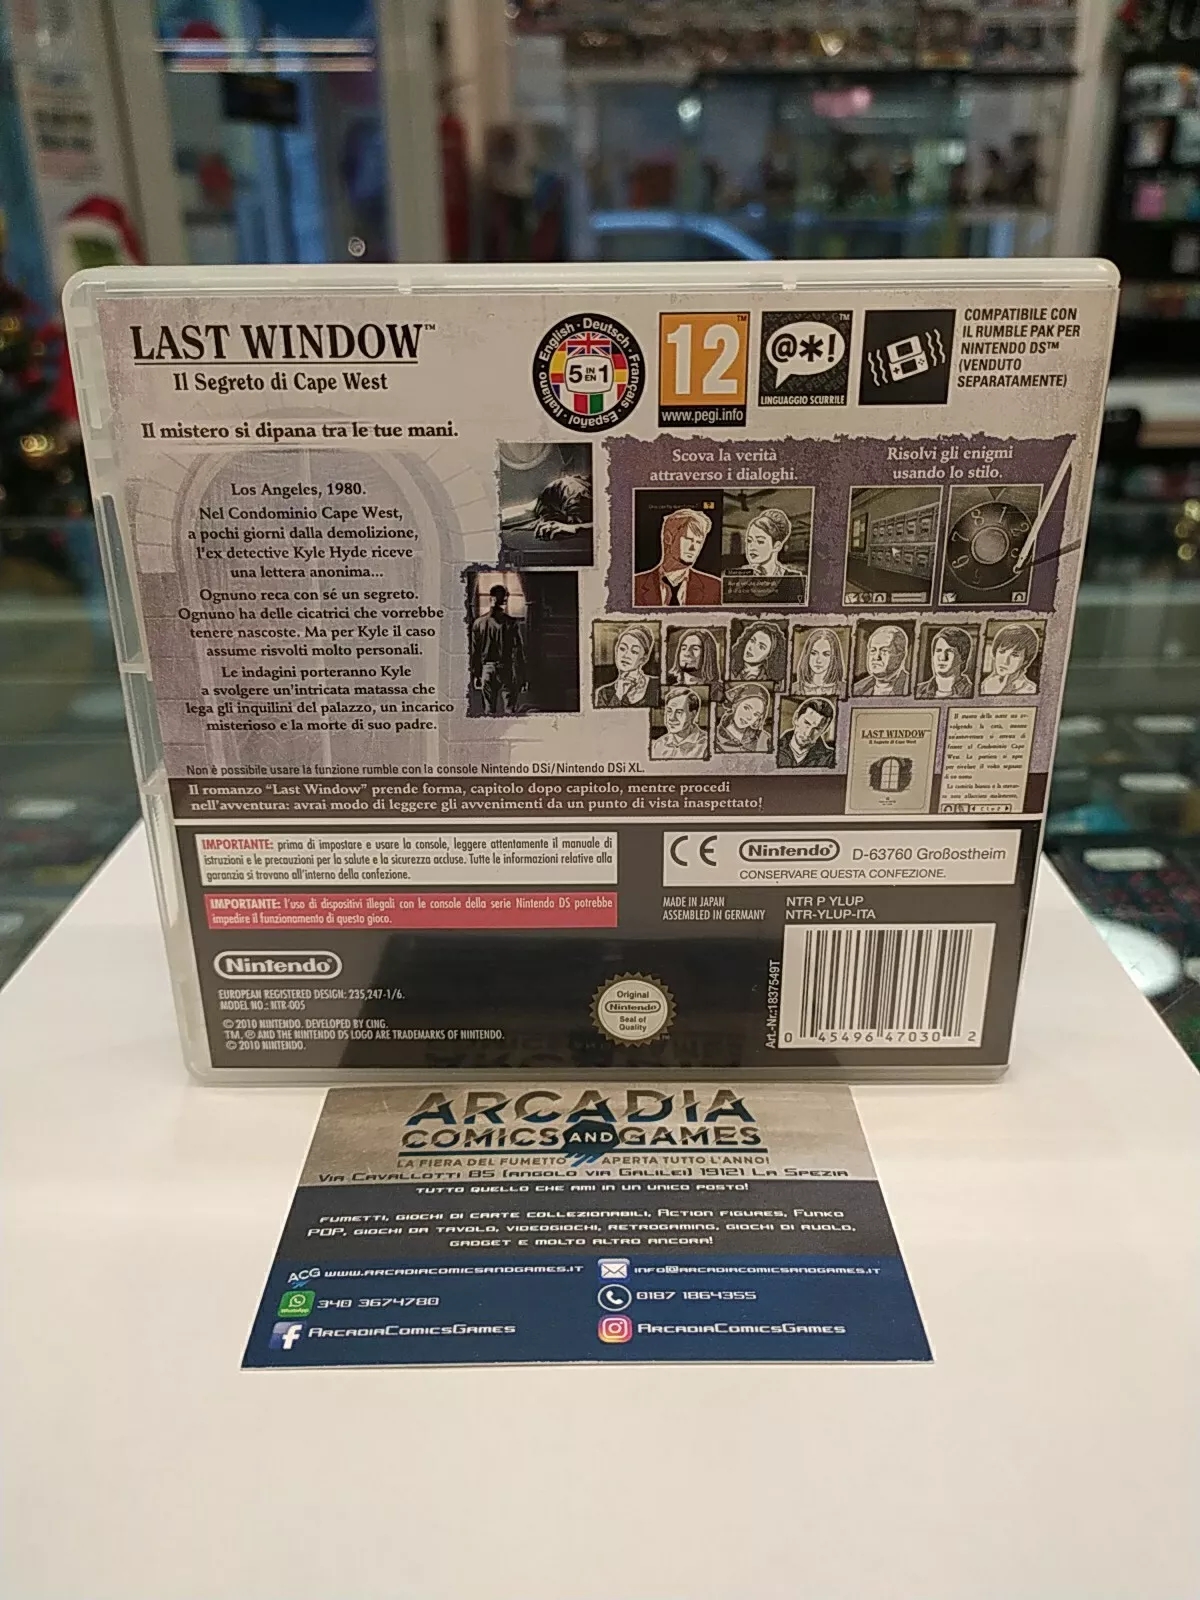 LAST WINDOW™
Il Segreto di Cape West
Il mistero si dipana tra le tue mani.
Los Angeles, 1980.
Nel Condominio Cape West,
a pochi giorni dalla demolizione,
l'ex detective Kyle Hyde riceve
una lettera anonima...
Ognuno reca con sé un segreto.
Ognuno ha delle cicatrici che vorrebbe
tenere nascoste. Ma per Kyle il caso
assume risvolti molto personali.
Le indagini porteranno Kyle
a svolgere un'intricata matassa che
lega gli inquilini del palazzo, un incarico
misterioso e la morte di suo padre.
English · Deutsch · Français · Español · Italiano
5 IN EN 1
12
www.pegi.info
@*!
LINGUAGGIO SCURRILE
COMPATIBILE CON
IL RUMBLE PAK PER
NINTENDO DS™
(VENDUTO
SEPARATAMENTE)
Scova la verità
attraverso i dialoghi.
Risolvi gli enigmi
usando lo stilo.
LAST WINDOW
Il Segreto di Cape West
Non è possibile usare la funzione rumble con la console Nintendo DSi/Nintendo DSi XL.
Il romanzo "Last Window" prende forma, capitolo dopo capitolo, mentre procedi
nell'avventura: avrai modo di leggere gli avvenimenti da un punto di vista inaspettato!
IMPORTANTE: prima di impostare e usare la console, leggere attentamente il manuale di
istruzioni e le precauzioni per la salute e la sicurezza accluse. Tutte le informazioni relative alla
garanzia si trovano all'interno della confezione.
IMPORTANTE: l'uso di dispositivi illegali con le console della serie Nintendo DS potrebbe
impedire il funzionamento di questo gioco.
CE Nintendo® D-63760 Großostheim
CONSERVARE QUESTA CONFEZIONE.
MADE IN JAPAN
ASSEMBLED IN GERMANY
NTR P YLUP
NTR-YLUP-ITA
Nintendo®
EUROPEAN REGISTERED DESIGN: 235,247-1/6.
MODEL NO.: NTR-005
© 2010 NINTENDO. DEVELOPED BY CING.
TM, ® AND THE NINTENDO DS LOGO ARE TRADEMARKS OF NINTENDO.
© 2010 NINTENDO.
Original
Nintendo
Seal of
Quality
Art.-Nr.:1837549T
0 45496 47030 2
ARCADIA
COMICS AND GAMES
LA FIERA DEL FUMETTO APERTA TUTTO L'ANNO!
Via Cavallotti 85 (angolo via Galilei) 19121 La Spezia
tutto quello che ami in un unico posto!
fumetti, giochi di carte collezionabili, Action figures, Funko
POP, giochi da tavolo, videogiochi, retrogaming, giochi di ruolo,
gadget e molto altro ancora!
ACG www.arcadiacomicsandgames.it
info@arcadiacomicsandgames.it
WhatsApp 340 3674780
0187 1864355
ArcadiaComicsGames
ArcadiaComicsGames